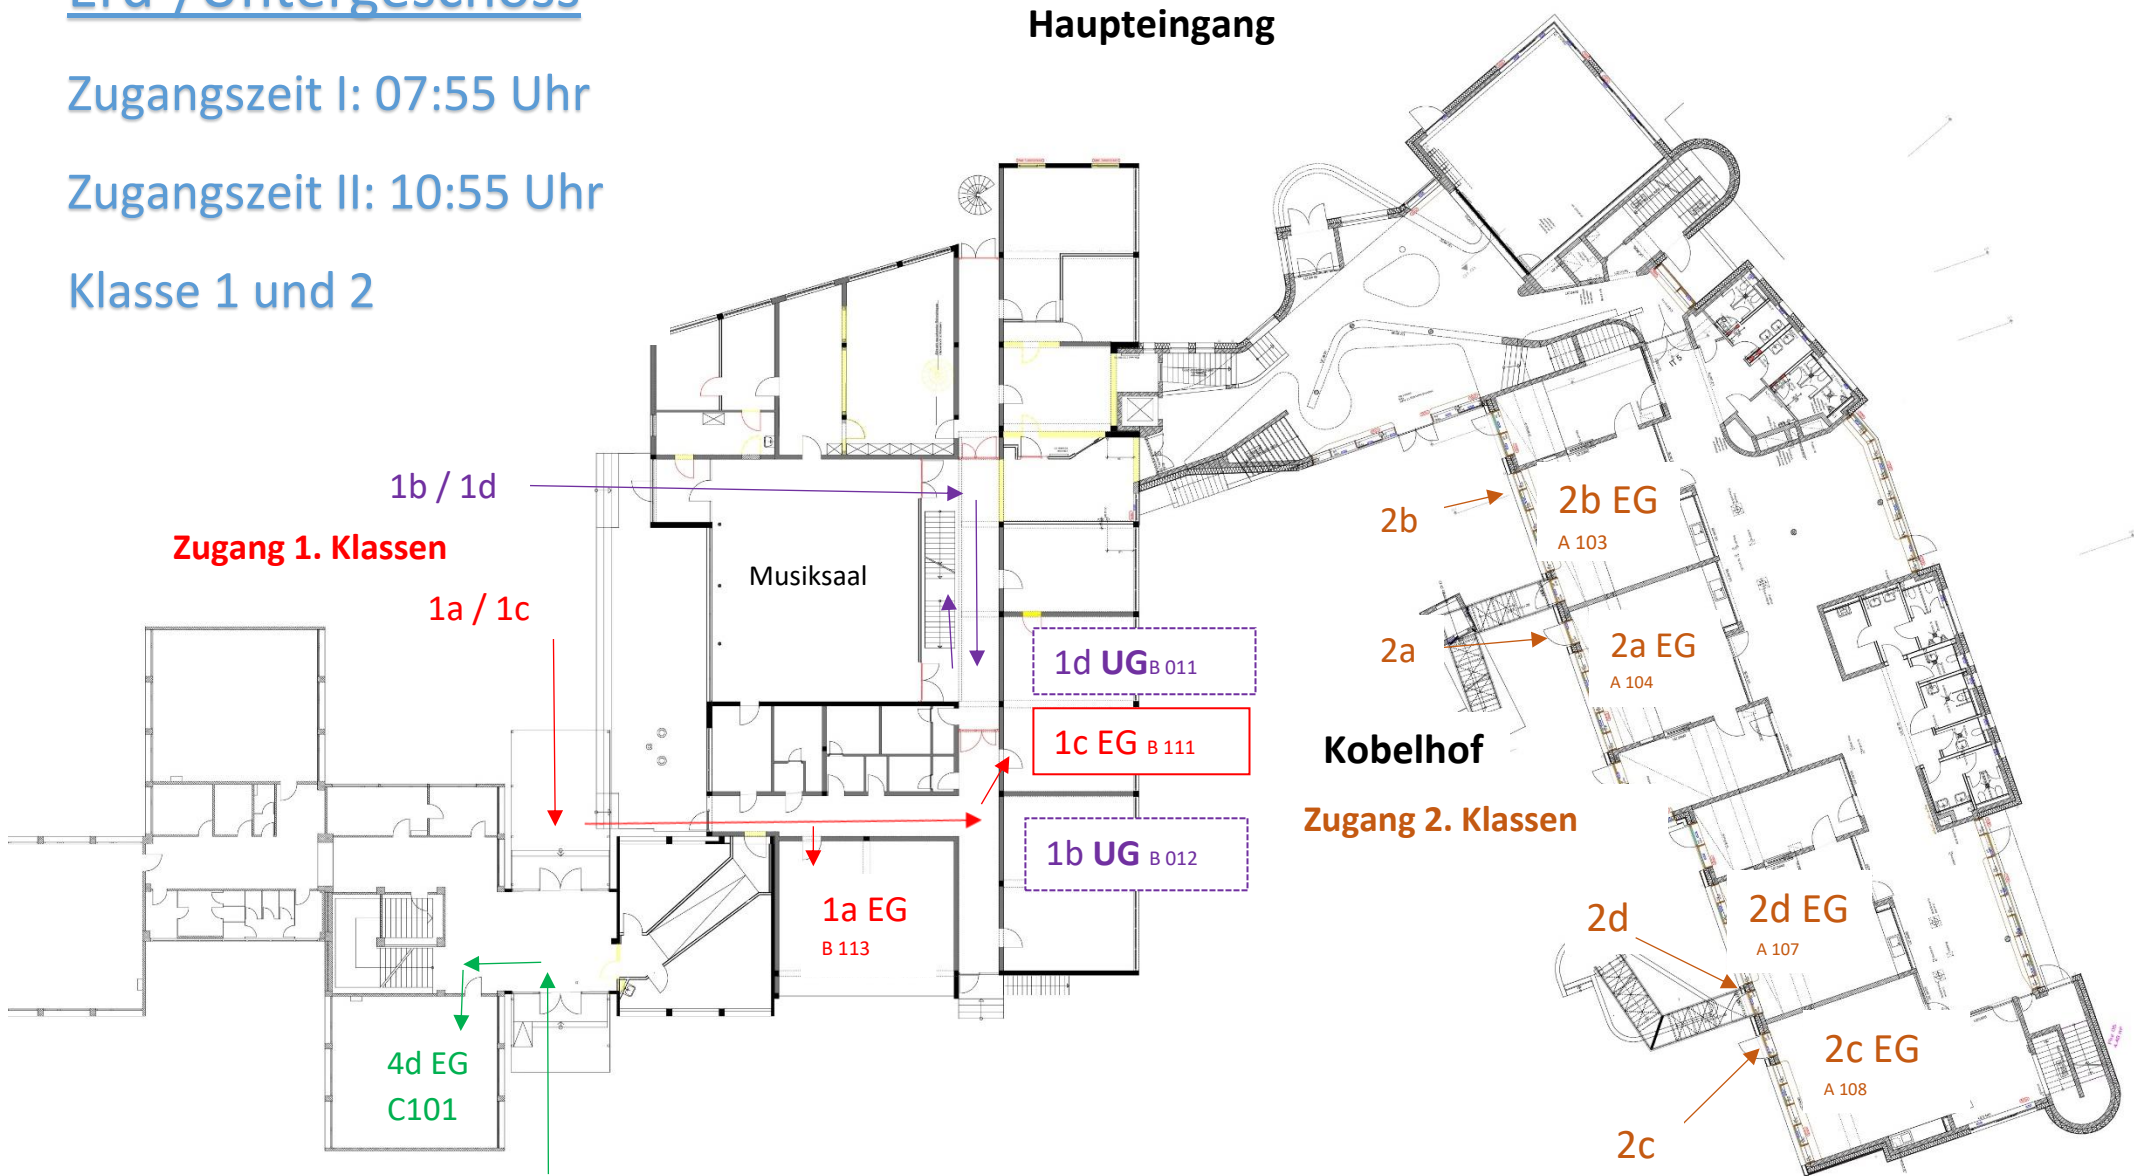 Erd-/Untergeschoss
Haupteingang
Zugangszeit I: 07:55 Uhr
Zugangszeit II: 10:55 Uhr
Klasse 1 und 2
1b / 1d
Zugang 1. Klassen
1a / 1c
Musiksaal
1d UG B 011
1c EG B 111
1b UG B 012
1a EG
B 113
4d EG
C101
2b
2b EG
A 103
2a
2a EG
A 104
Kobelhof
Zugang 2. Klassen
2d
2d EG
A 107
2c EG
A 108
2c